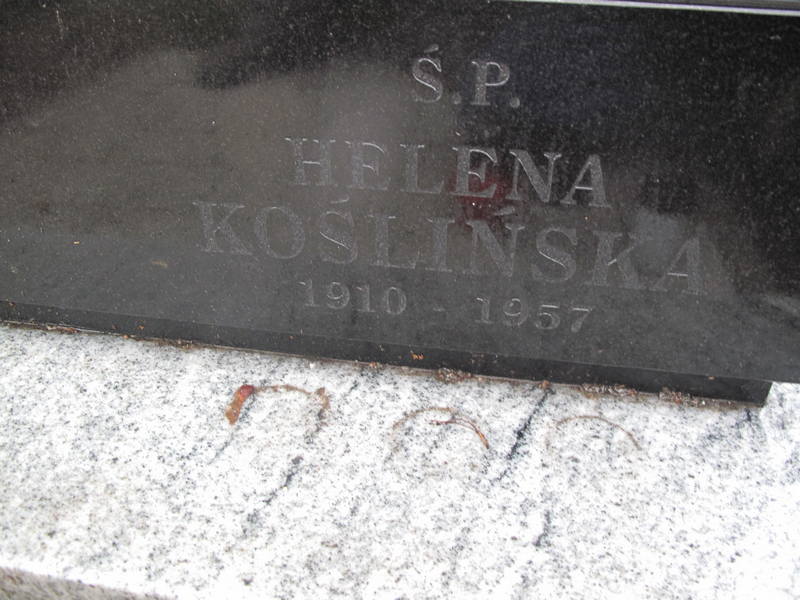 Ś.P.
HELENA
KOŚLIŃSKA
1910 - 1957